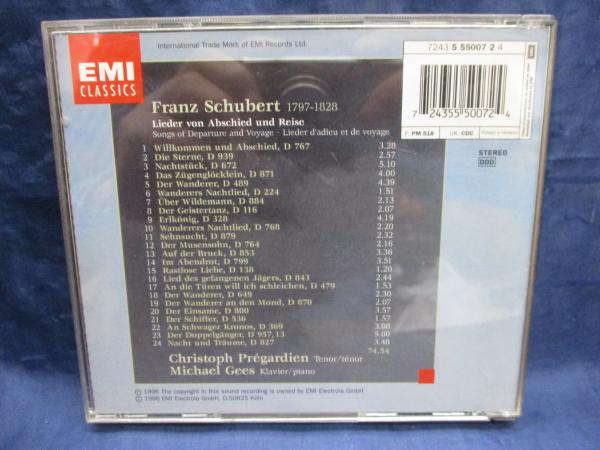 EMI
CLASSICS
International Trade Mark of EMI Records Ltd.
7243 5 55007 2 4
7 24355 50072 4
F: PM 518
UK: CDC
Printed in Holland
STEREO
DDD
Franz Schubert 1797-1828
Lieder von Abschied und Reise
Songs of Departure and Voyage · Lieder d'adieu et de voyage
1 Willkommen und Abschied, D 767 3.28
2 Die Sterne, D 939 2.57
3 Nachtstück, D 672 5.10
4 Das Zügenglöcklein, D 871 4.00
5 Der Wanderer, D 489 4.39
6 Wanderers Nachtlied, D 224 1.51
7 Über Wildemann, D 884 2.13
8 Der Geistertanz, D 116 2.07
9 Erlkönig, D 328 4.19
10 Wanderers Nachtlied, D 768 2.20
11 Sehnsucht, D 879 2.32
12 Der Musensohn, D 764 2.16
13 Auf der Bruck, D 853 3.36
14 Im Abendrot, D 799 3.51
15 Rastlose Liebe, D 138 1.20
16 Lied des gefangenen Jägers, D 843 2.44
17 An die Türen will ich schleichen, D 479 1.53
18 Der Wanderer, D 649 2.30
19 Der Wanderer an den Mond, D 870 2.07
20 Der Einsame, D 800 3.57
21 Der Schiffer, D 536 1.57
22 An Schwager Kronos, D 369 3.08
23 Der Doppelgänger, D 957,13 5.00
24 Nacht und Träume, D 827 3.48
74.54
Christoph Prégardien Tenor/ténor
Michael Gees Klavier/piano
℗ 1996 The copyright in this sound recording is owned by EMI Electrola GmbH
© 1996 EMI Electrola GmbH, D-50825 Köln